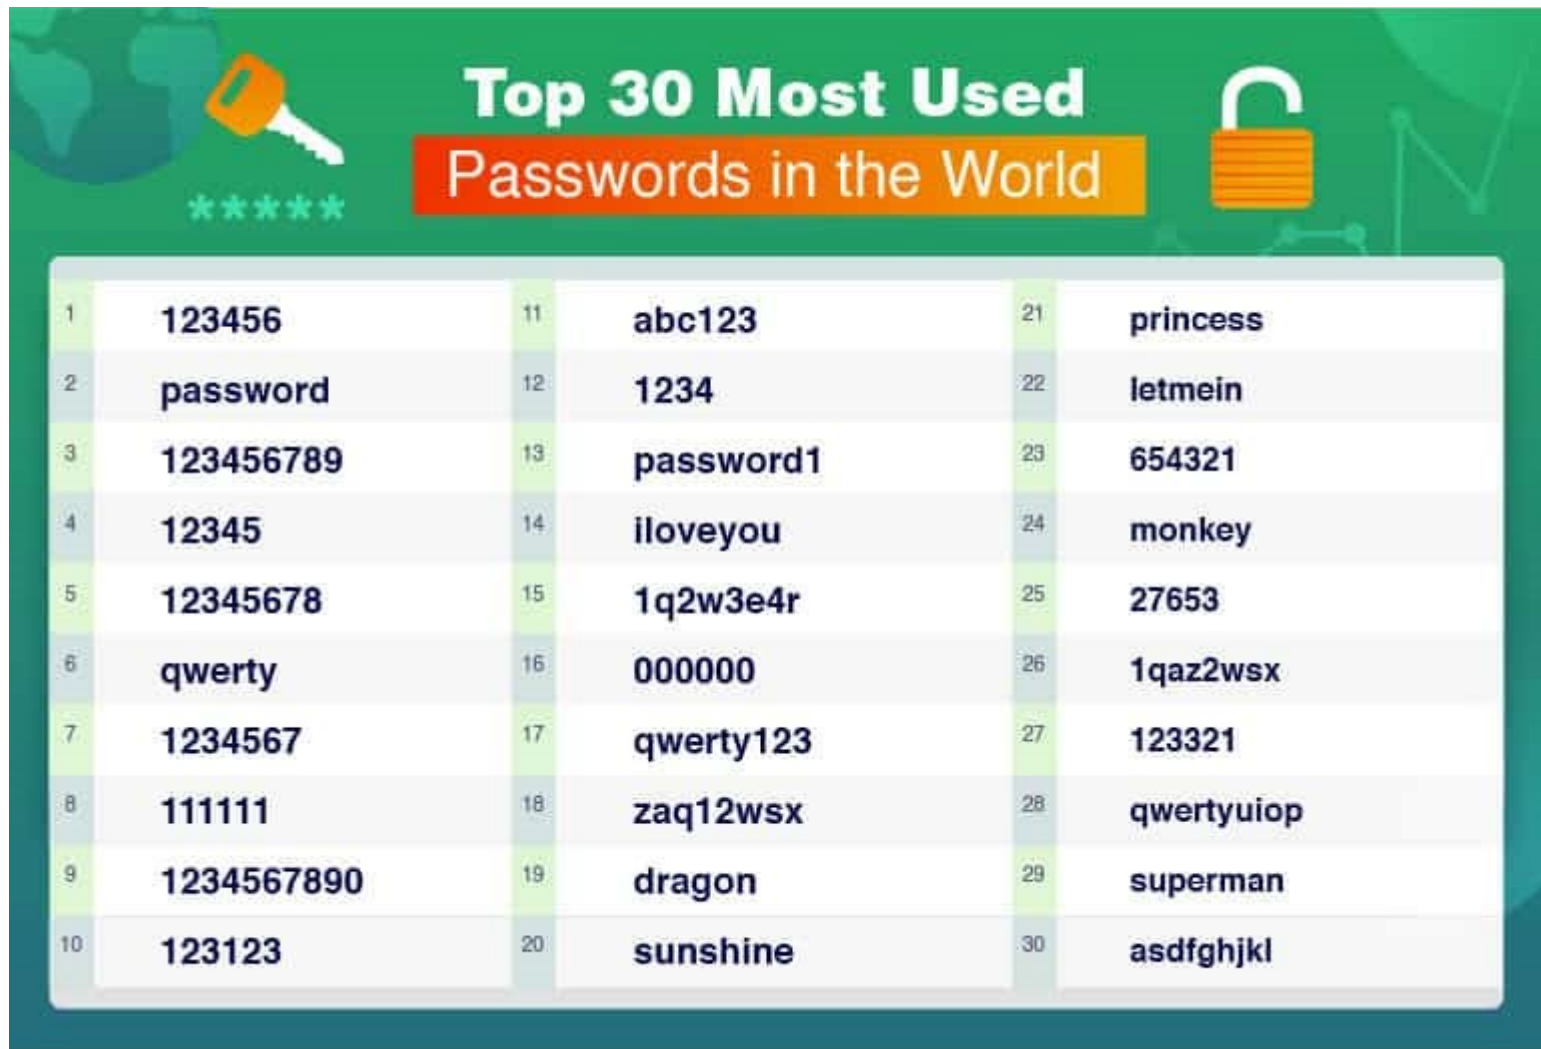 Top 30 Most Used
Passwords in the World
*****
1 123456
2 password
3 123456789
4 12345
5 12345678
6 qwerty
7 1234567
8 111111
9 1234567890
10 123123
11 abc123
12 1234
13 password1
14 iloveyou
15 1q2w3e4r
16 000000
17 qwerty123
18 zaq12wsx
19 dragon
20 sunshine
21 princess
22 letmein
23 654321
24 monkey
25 27653
26 1qaz2wsx
27 123321
28 qwertyuiop
29 superman
30 asdfghjkl